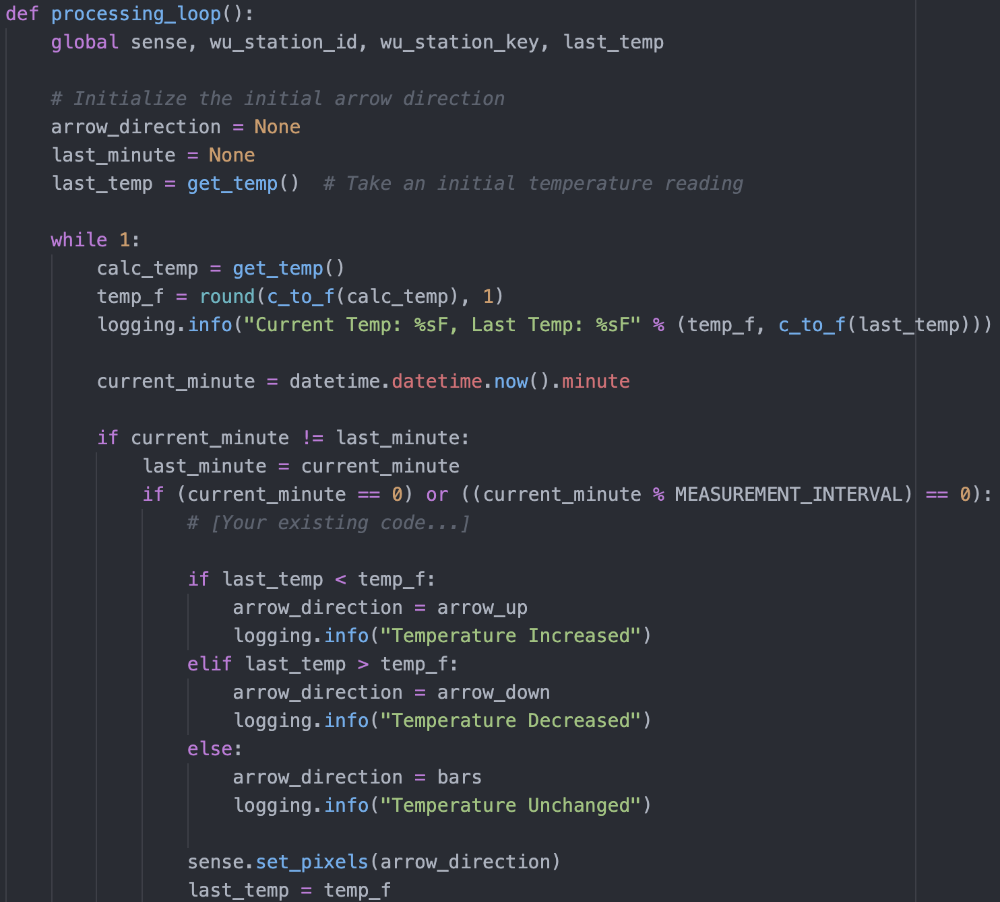 def processing_loop():
    global sense, wu_station_id, wu_station_key, last_temp

    # Initialize the initial arrow direction
    arrow_direction = None
    last_minute = None
    last_temp = get_temp()  # Take an initial temperature reading

    while 1:
        calc_temp = get_temp()
        temp_f = round(c_to_f(calc_temp), 1)
        logging.info("Current Temp: %sF, Last Temp: %sF" % (temp_f, c_to_f(last_temp)))

        current_minute = datetime.datetime.now().minute

        if current_minute != last_minute:
            last_minute = current_minute
            if (current_minute == 0) or ((current_minute % MEASUREMENT_INTERVAL) == 0):
                # [Your existing code...]

                if last_temp < temp_f:
                    arrow_direction = arrow_up
                    logging.info("Temperature Increased")
                elif last_temp > temp_f:
                    arrow_direction = arrow_down
                    logging.info("Temperature Decreased")
                else:
                    arrow_direction = bars
                    logging.info("Temperature Unchanged")

                sense.set_pixels(arrow_direction)
                last_temp = temp_f